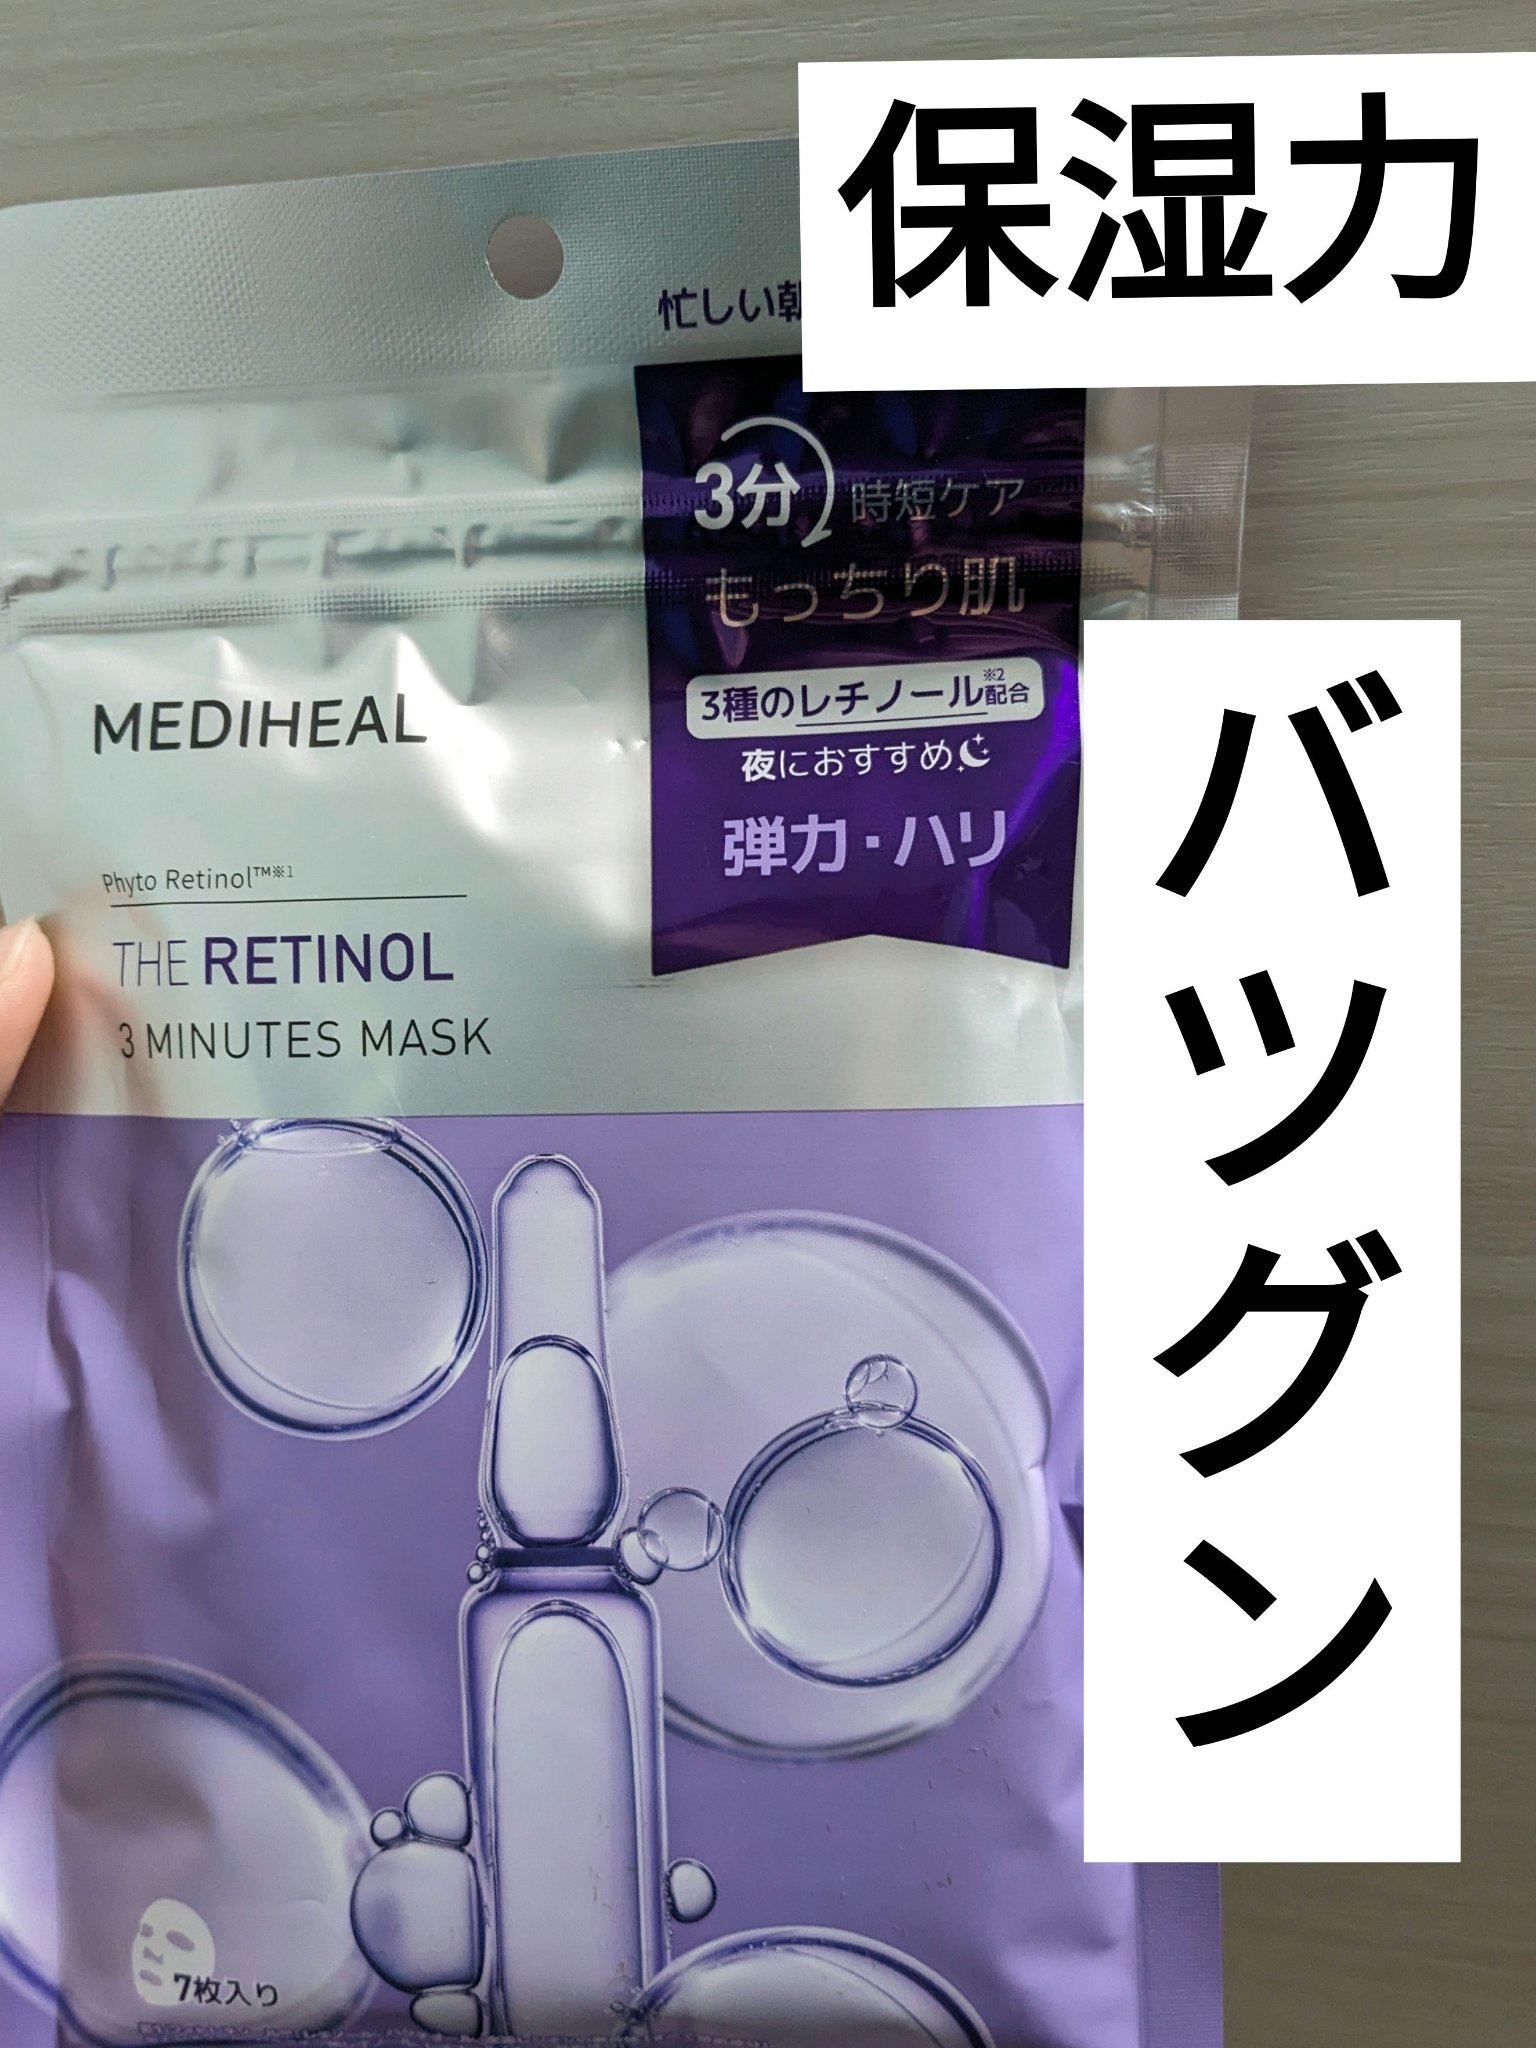 保湿力
バツグン
忙しい朝
3分 時短ケア
もっちり肌
3種のレチノール※2配合
夜におすすめ
弾力・ハリ
MEDIHEAL
Phyto Retinol™※1
THE RETINOL
3 MINUTES MASK
7枚入り